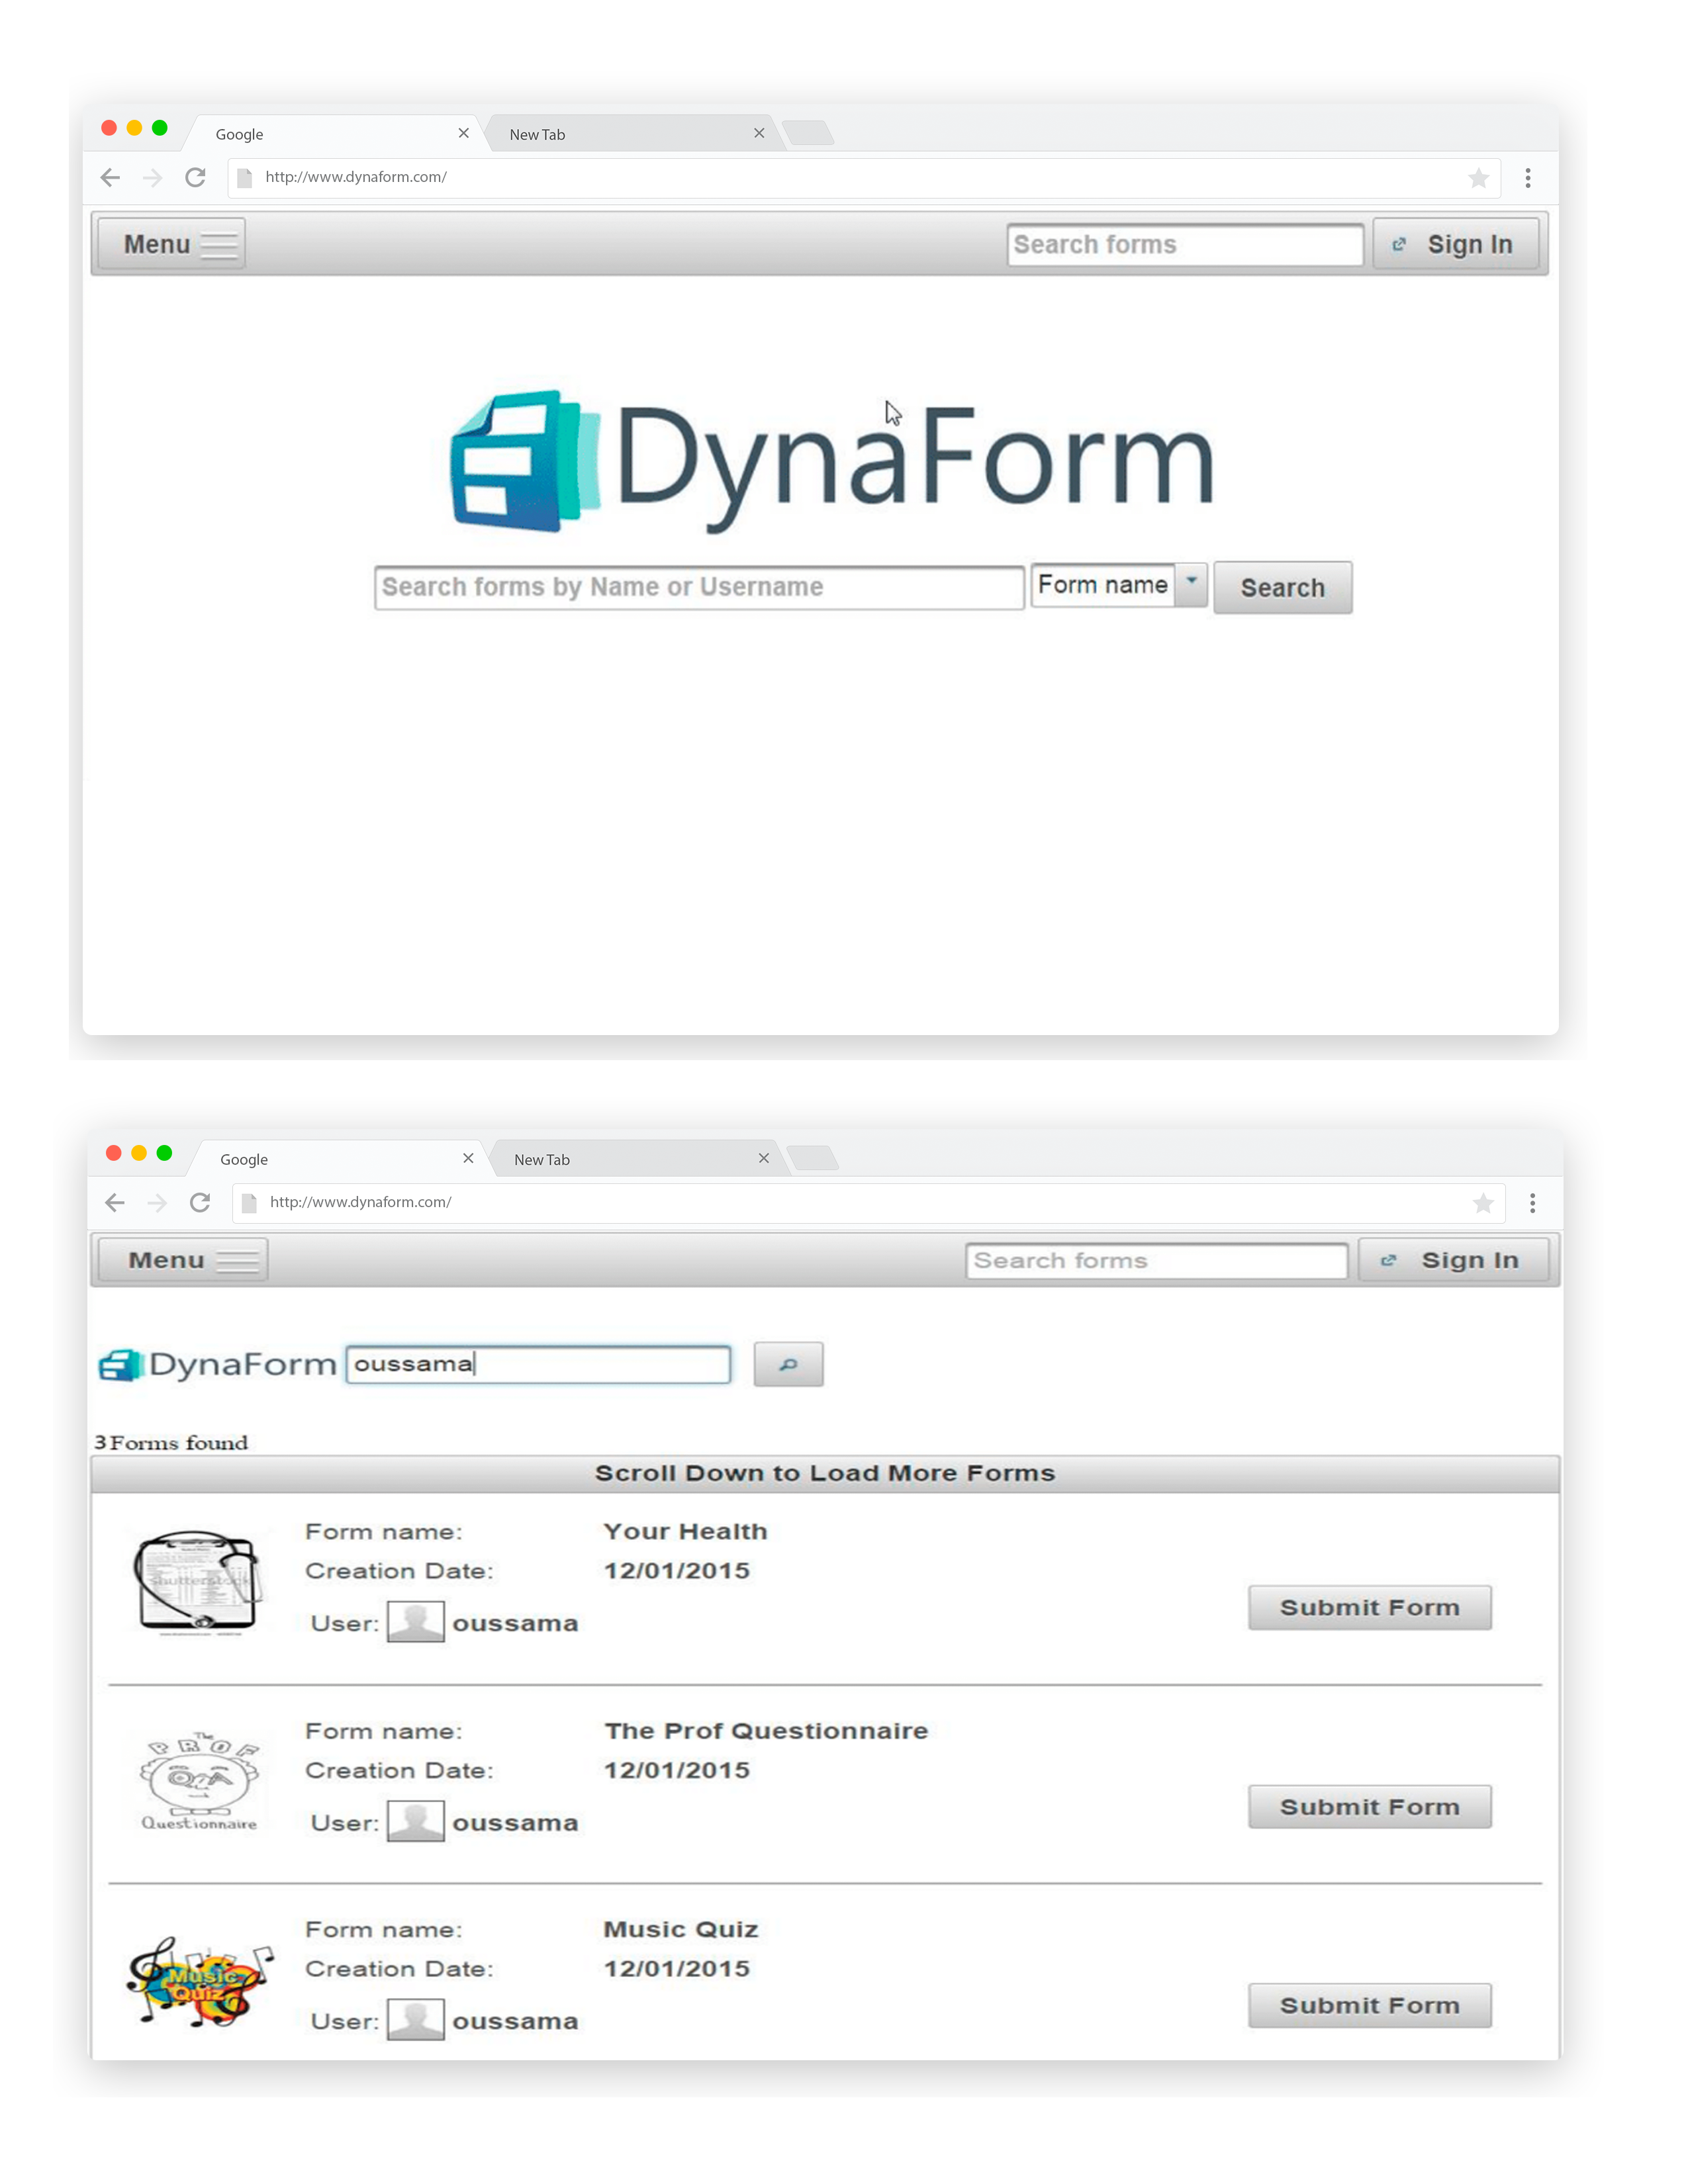 Google
New Tab
http://www.dynaform.com/
Menu
Search forms
Sign In
DynaForm
Search forms by Name or Username
Form name
Search
Google
New Tab
http://www.dynaform.com/
Menu
Search forms
Sign In
DynaForm
oussama
3 Forms found
Scroll Down to Load More Forms
shutterstock
Form name: Your Health
Creation Date: 12/01/2015
User: oussama
Submit Form
The
PROF
Q&A
Questionnaire
Form name: The Prof Questionnaire
Creation Date: 12/01/2015
User: oussama
Submit Form
Music
Quiz
Form name: Music Quiz
Creation Date: 12/01/2015
User: oussama
Submit Form